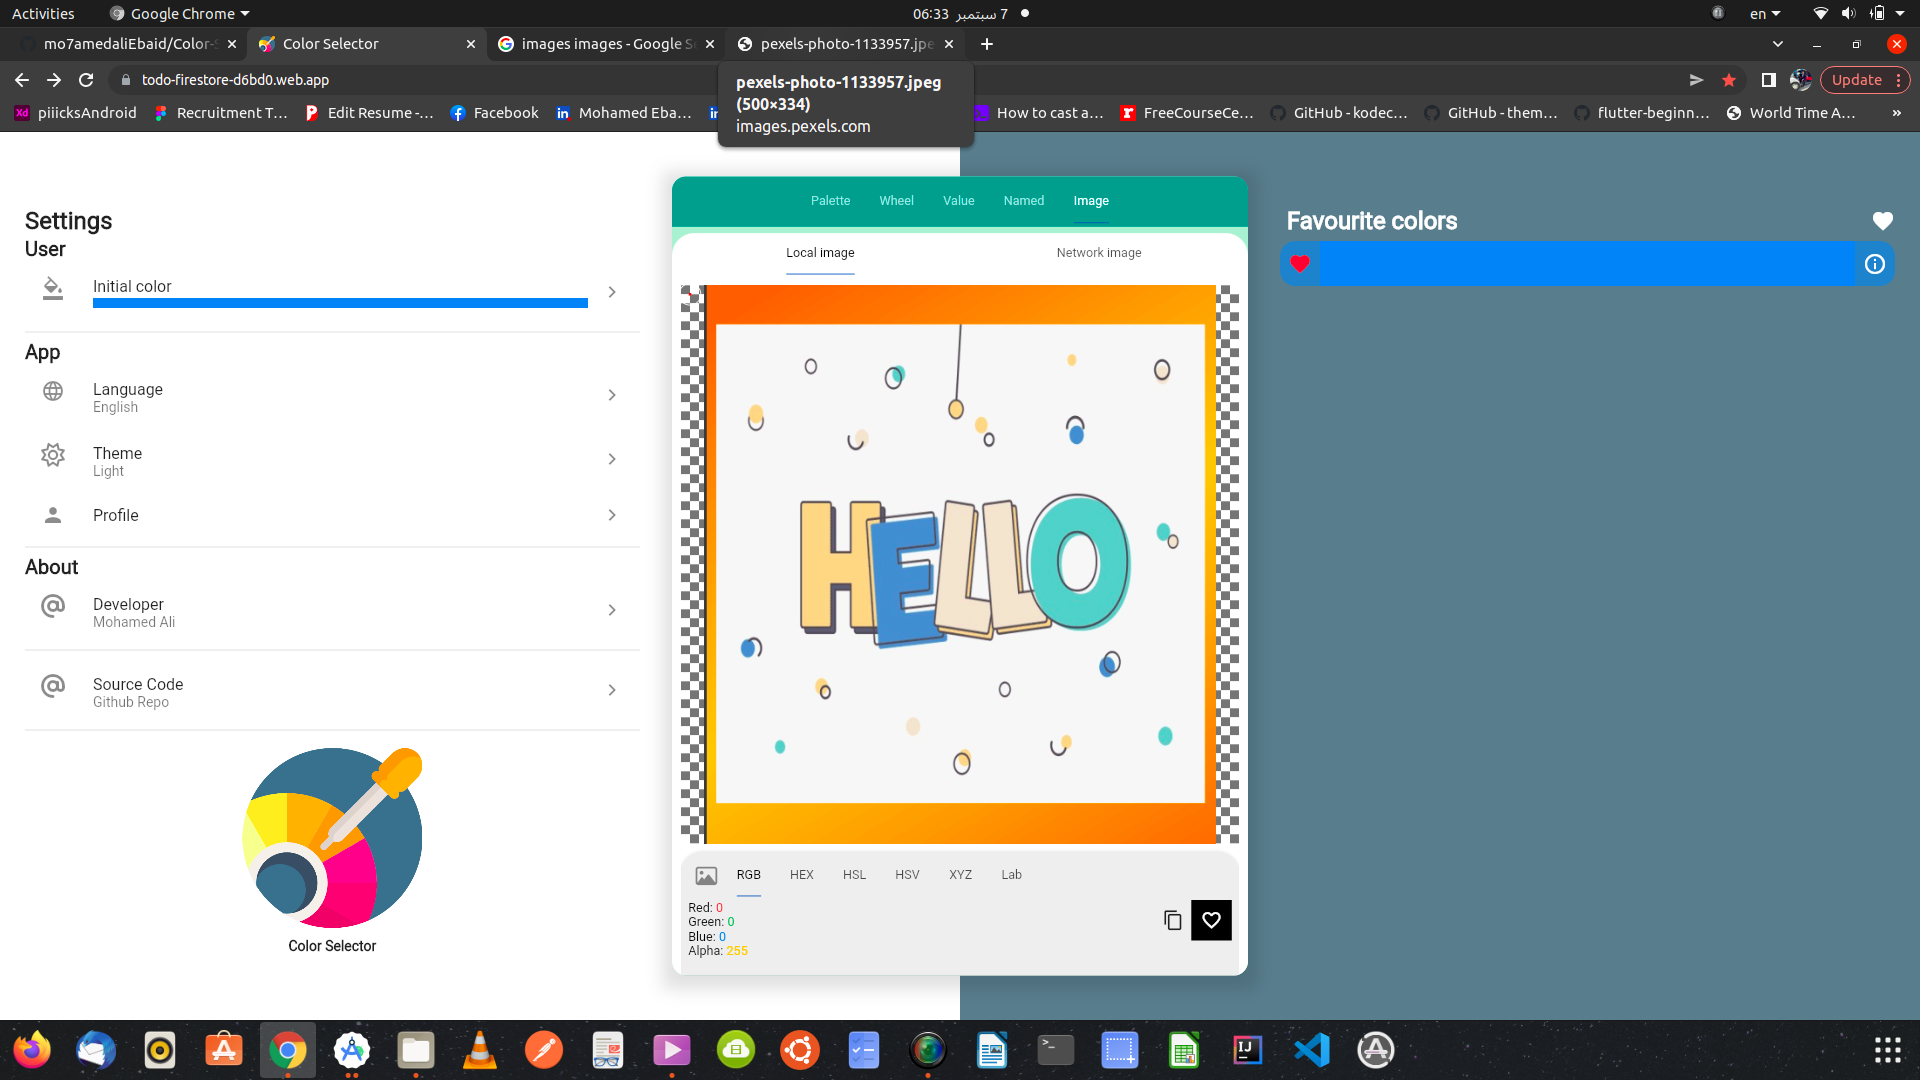 Activities
Google Chrome
7 سبتمبر 06:33
en
mo7amedaliEbaid/Color-S
Color Selector
images images - Google Se
pexels-photo-1133957.jpe
todo-firestore-d6bd0.web.app
Update
pexels-photo-1133957.jpeg
(500×334)
images.pexels.com
piiicksAndroid
Recruitment T...
Edit Resume -...
Facebook
Mohamed Eba...
How to cast a...
FreeCourseCe...
GitHub - kodec...
GitHub - them...
flutter-beginn...
World Time A...
»
Settings
User
Initial color
App
Language
English
Theme
Light
Profile
About
Developer
Mohamed Ali
Source Code
Github Repo
Color Selector
Palette
Wheel
Value
Named
Image
Local image
Network image
HELLO
RGB
HEX
HSL
HSV
XYZ
Lab
Red: 0
Green: 0
Blue: 0
Alpha: 255
Favourite colors